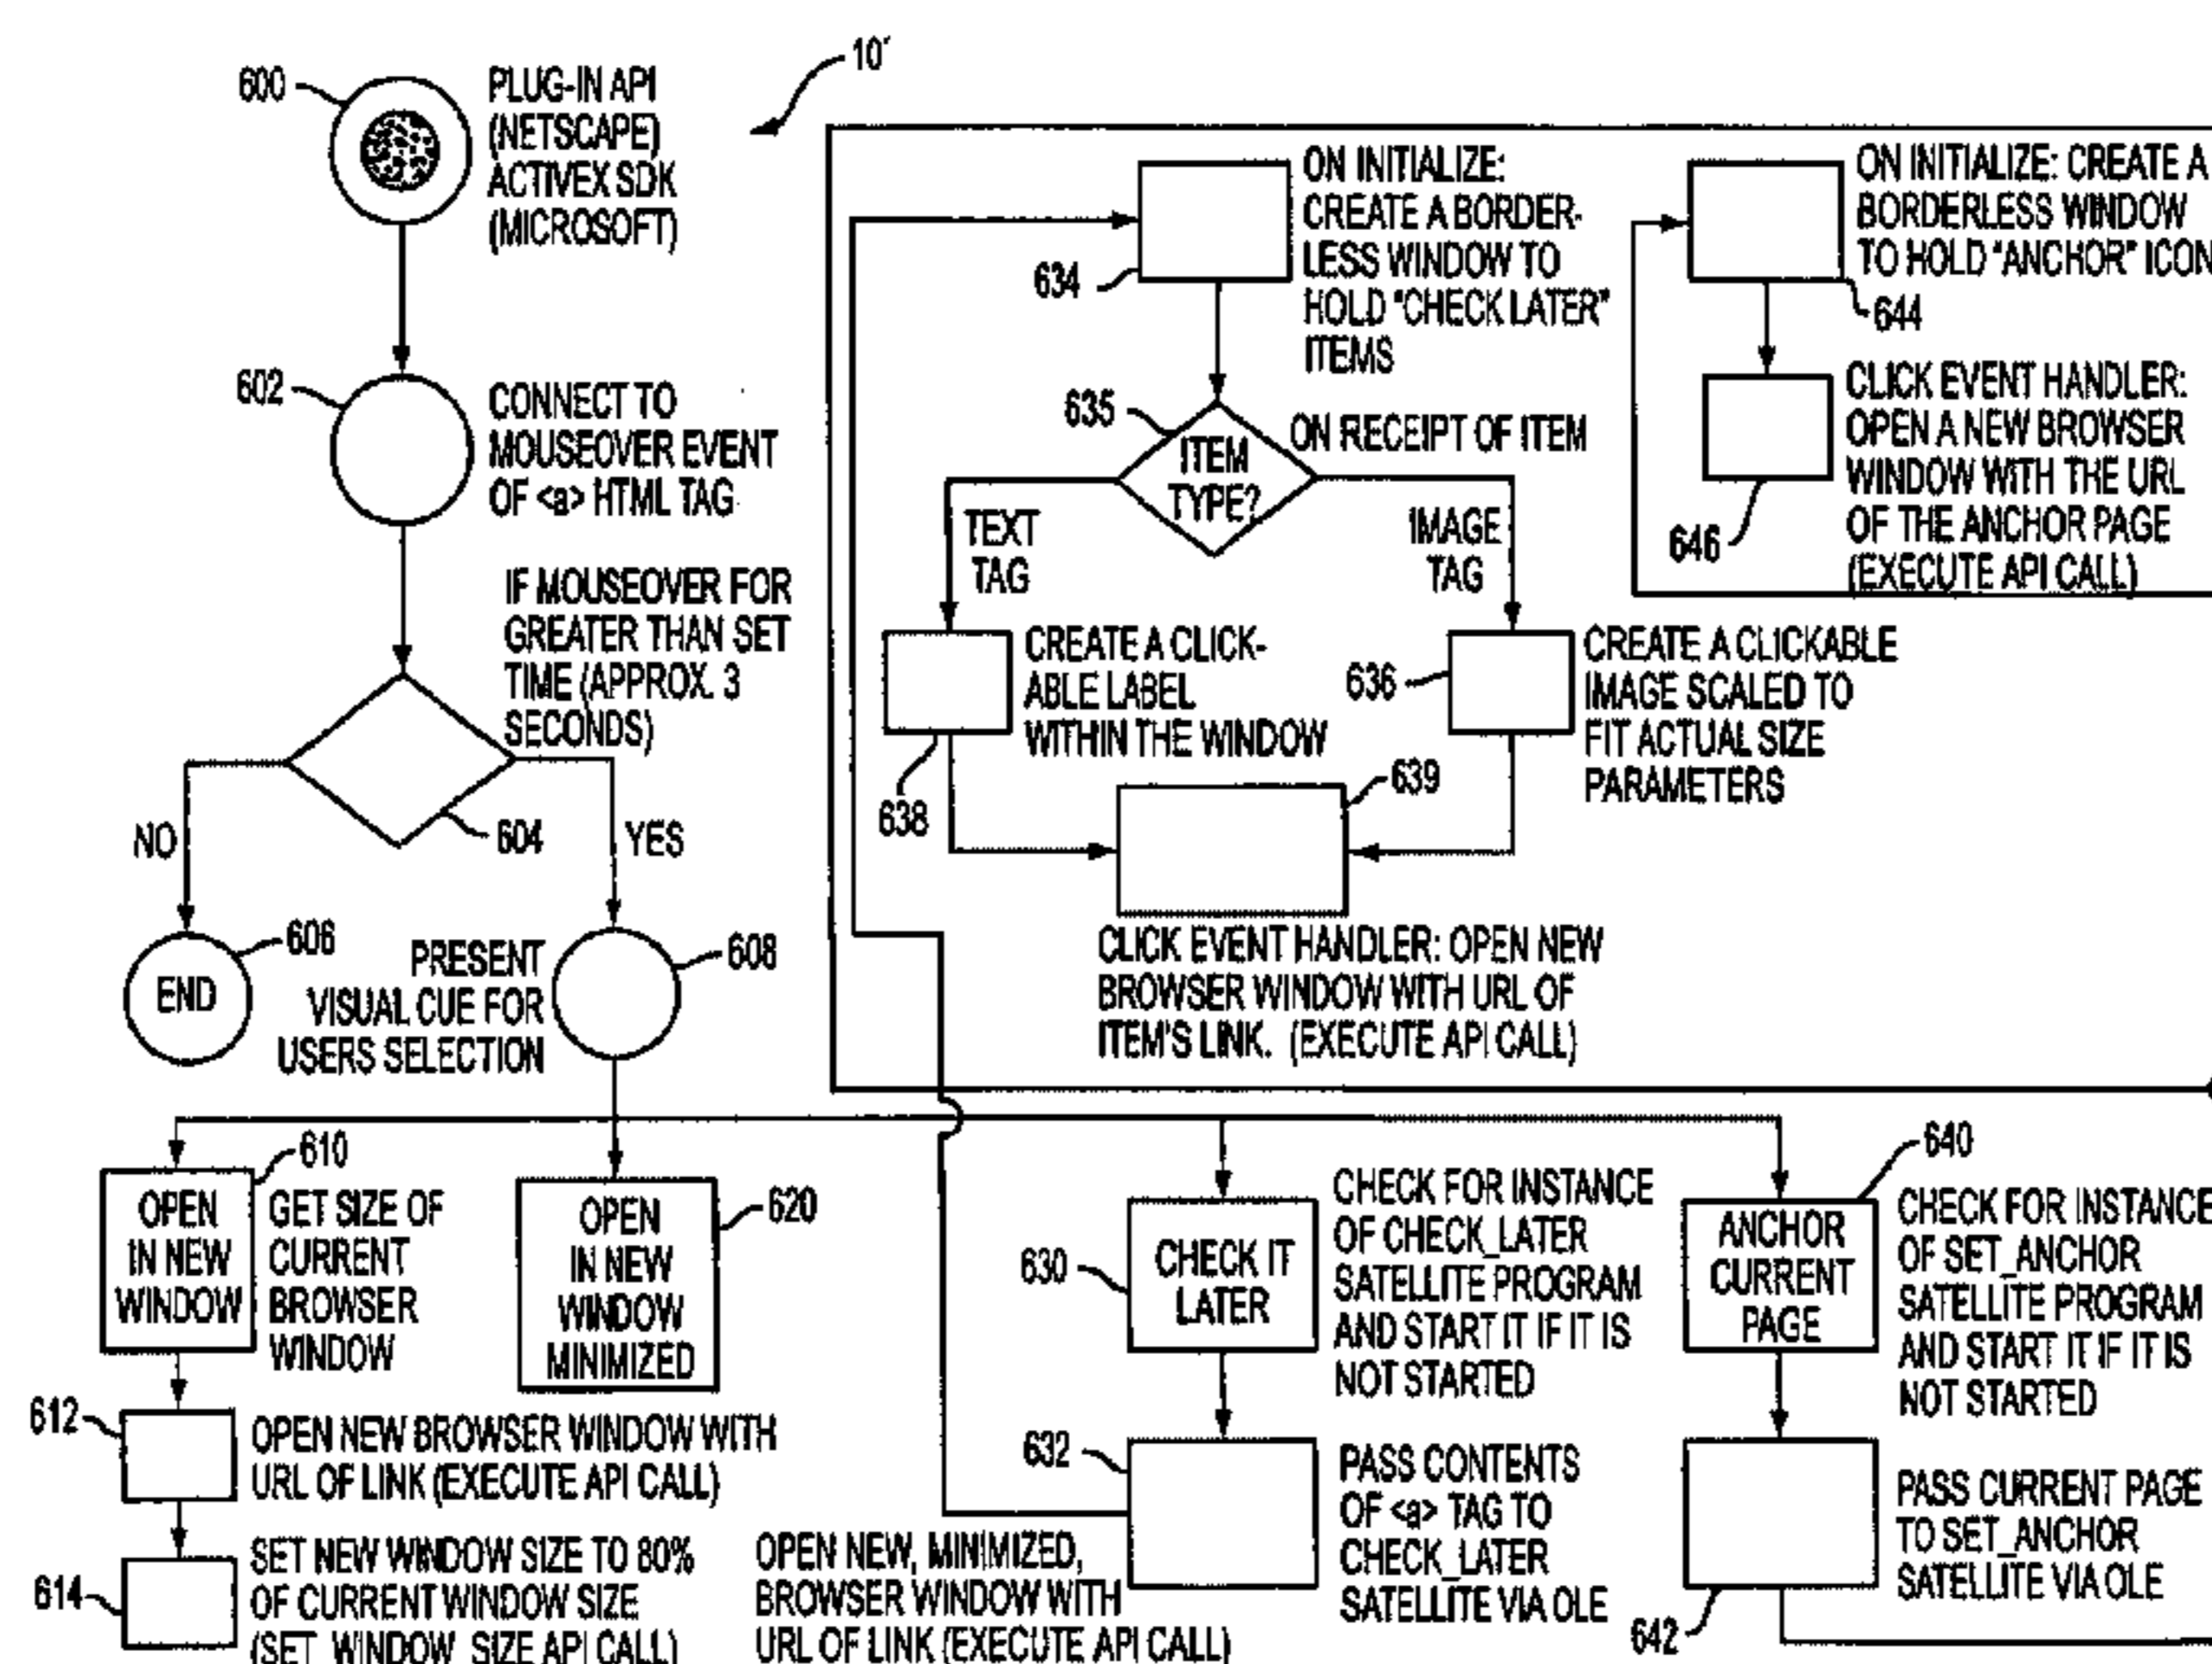 10'
600
PLUG-IN API
(NETSCAPE)
ACTIVEX SDK
(MICROSOFT)
602
CONNECT TO
MOUSEOVER EVENT
OF <a> HTML TAG
IF MOUSEOVER FOR
GREATER THAN SET
TIME (APPROX. 3
SECONDS)
604
NO
YES
606
END
PRESENT
VISUAL CUE FOR
USERS SELECTION
608
634
ON INITIALIZE:
CREATE A BORDER-
LESS WINDOW TO
HOLD "CHECK LATER"
ITEMS
635
ITEM
TYPE?
ON RECEIPT OF ITEM
TEXT
TAG
IMAGE
TAG
638
CREATE A CLICK-
ABLE LABEL
WITHIN THE WINDOW
636
CREATE A CLICKABLE
IMAGE SCALED TO
FIT ACTUAL SIZE
PARAMETERS
639
CLICK EVENT HANDLER: OPEN NEW
BROWSER WINDOW WITH URL OF
ITEM'S LINK. (EXECUTE API CALL)
ON INITIALIZE: CREATE A
BORDERLESS WINDOW
TO HOLD "ANCHOR" ICON
644
646
CLICK EVENT HANDLER:
OPEN A NEW BROWSER
WINDOW WITH THE URL
OF THE ANCHOR PAGE
(EXECUTE API CALL)
610
OPEN
IN NEW
WINDOW
GET SIZE OF
CURRENT
BROWSER
WINDOW
612
OPEN NEW BROWSER WINDOW WITH
URL OF LINK (EXECUTE API CALL)
614
SET NEW WINDOW SIZE TO 80%
OF CURRENT WINDOW SIZE
(SET_WINDOW_SIZE API CALL)
620
OPEN
IN NEW
WINDOW
MINIMIZED
OPEN NEW, MINIMIZED,
BROWSER WINDOW WITH
URL OF LINK (EXECUTE API CALL)
630
CHECK IT
LATER
CHECK FOR INSTANCE
OF CHECK_LATER
SATELLITE PROGRAM
AND START IT IF IT IS
NOT STARTED
632
PASS CONTENTS
OF <a> TAG TO
CHECK_LATER
SATELLITE VIA OLE
640
ANCHOR
CURRENT
PAGE
CHECK FOR INSTANCE
OF SET_ANCHOR
SATELLITE PROGRAM
AND START IT IF IT IS
NOT STARTED
642
PASS CURRENT PAGE
TO SET_ANCHOR
SATELLITE VIA OLE